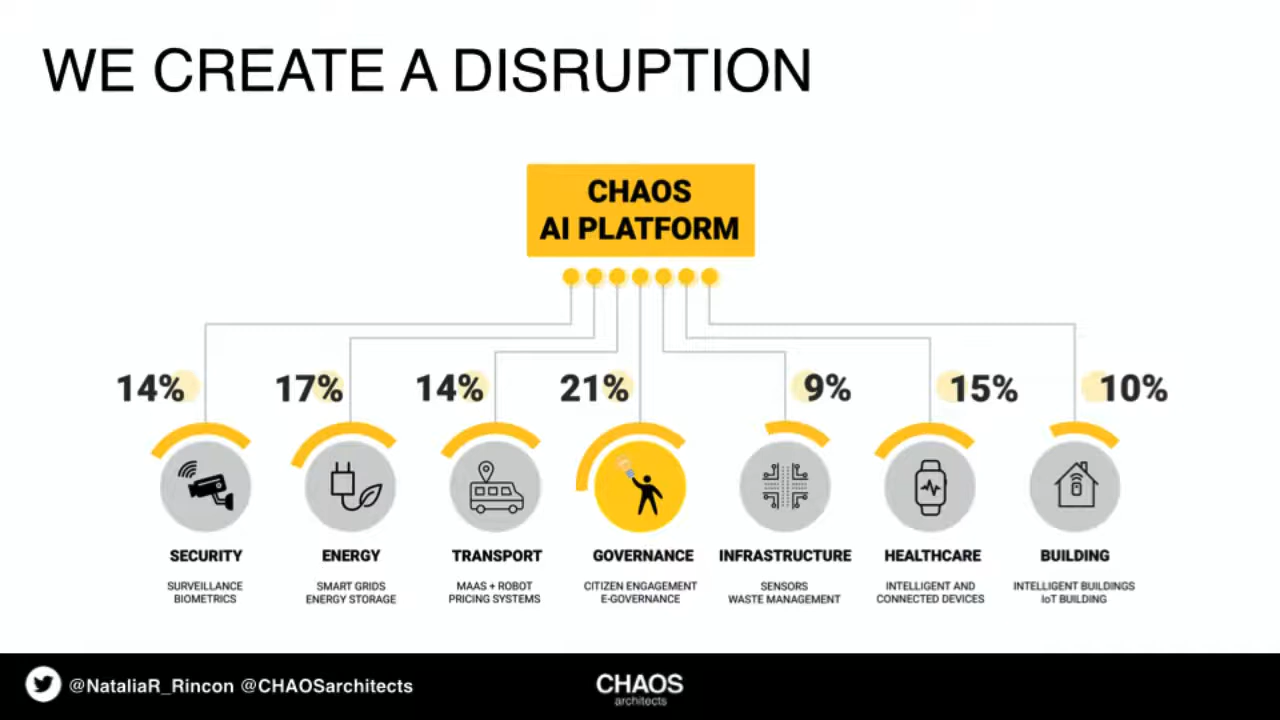 WE CREATE A DISRUPTION
CHAOS
AI PLATFORM
14%
17%
14%
21%
9%
15%
10%
SECURITY
SURVEILLANCE
BIOMETRICS
ENERGY
SMART GRIDS
ENERGY STORAGE
TRANSPORT
MAAS + ROBOT
PRICING SYSTEMS
GOVERNANCE
CITIZEN ENGAGEMENT
E-GOVERNANCE
INFRASTRUCTURE
SENSORS
WASTE MANAGEMENT
HEALTHCARE
INTELLIGENT AND
CONNECTED DEVICES
BUILDING
INTELLIGENT BUILDINGS
IoT BUILDING
@NataliaR_Rincon @CHAOSarchitects
CHAOS
architects